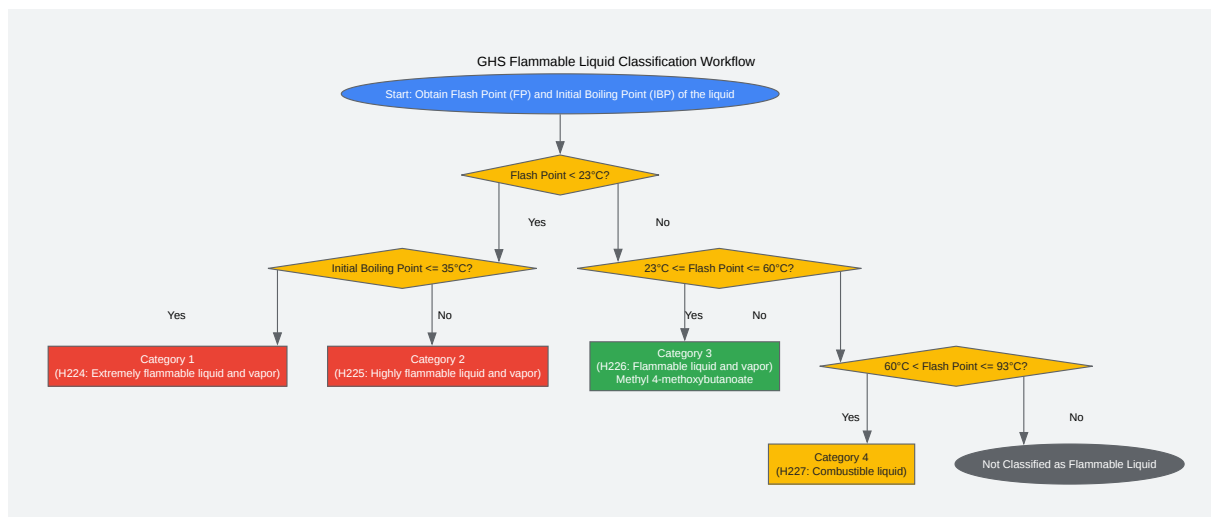 GHS Flammable Liquid Classification Workflow
Start: Obtain Flash Point (FP) and Initial Boiling Point (IBP) of the liquid
Flash Point < 23°C?
Yes
No
Initial Boiling Point <= 35°C?
23°C <= Flash Point <= 60°C?
Yes
No
Yes
No
Category 1
(H224: Extremely flammable liquid and vapor)
Category 2
(H225: Highly flammable liquid and vapor)
Category 3
(H226: Flammable liquid and vapor)
Methyl 4-methoxybutanoate
60°C < Flash Point <= 93°C?
Yes
No
Category 4
(H227: Combustible liquid)
Not Classified as Flammable Liquid